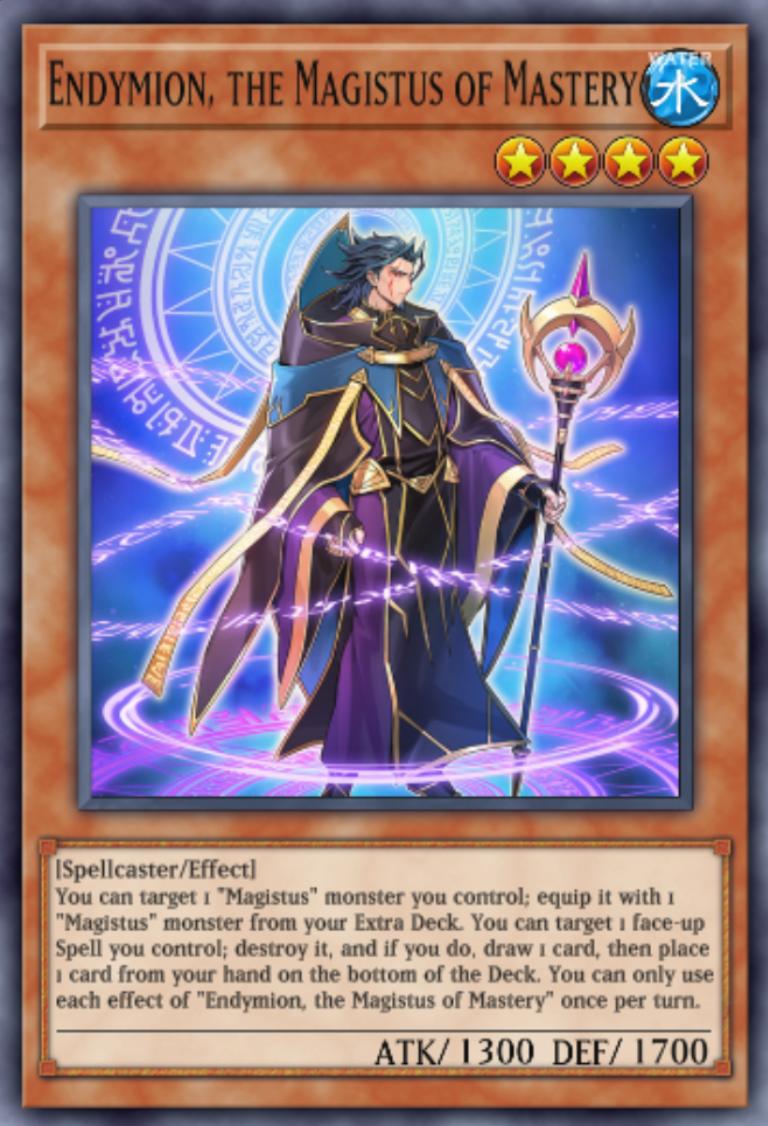 ENDYMION, THE MAGISTUS OF MASTERY
WATER
水
[Spellcaster/Effect]
You can target 1 "Magistus" monster you control; equip it with 1
"Magistus" monster from your Extra Deck. You can target 1 face-up
Spell you control; destroy it, and if you do, draw 1 card, then place
1 card from your hand on the bottom of the Deck. You can only use
each effect of "Endymion, the Magistus of Mastery" once per turn.
ATK/ 1300 DEF/ 1700